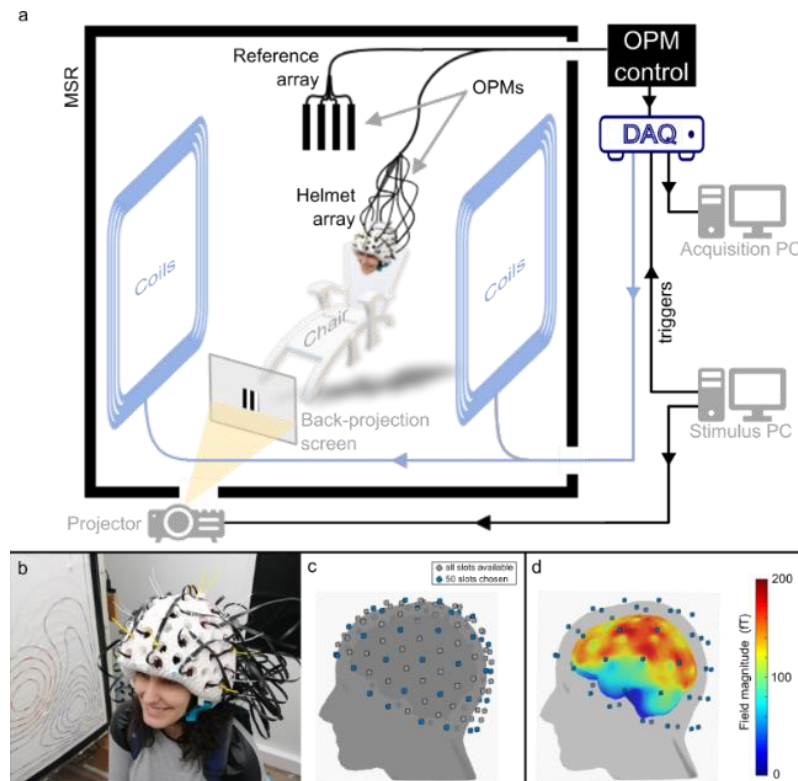 a
MSR
Reference
array
OPMs
OPM
control
DAQ
Helmet
array
Acquisition PC
Coils
Coils
Chair
triggers
Back-projection
screen
Stimulus PC
Projector
b
c
all slots available
50 slots chosen
d
200
100
0
Field magnitude (fT)